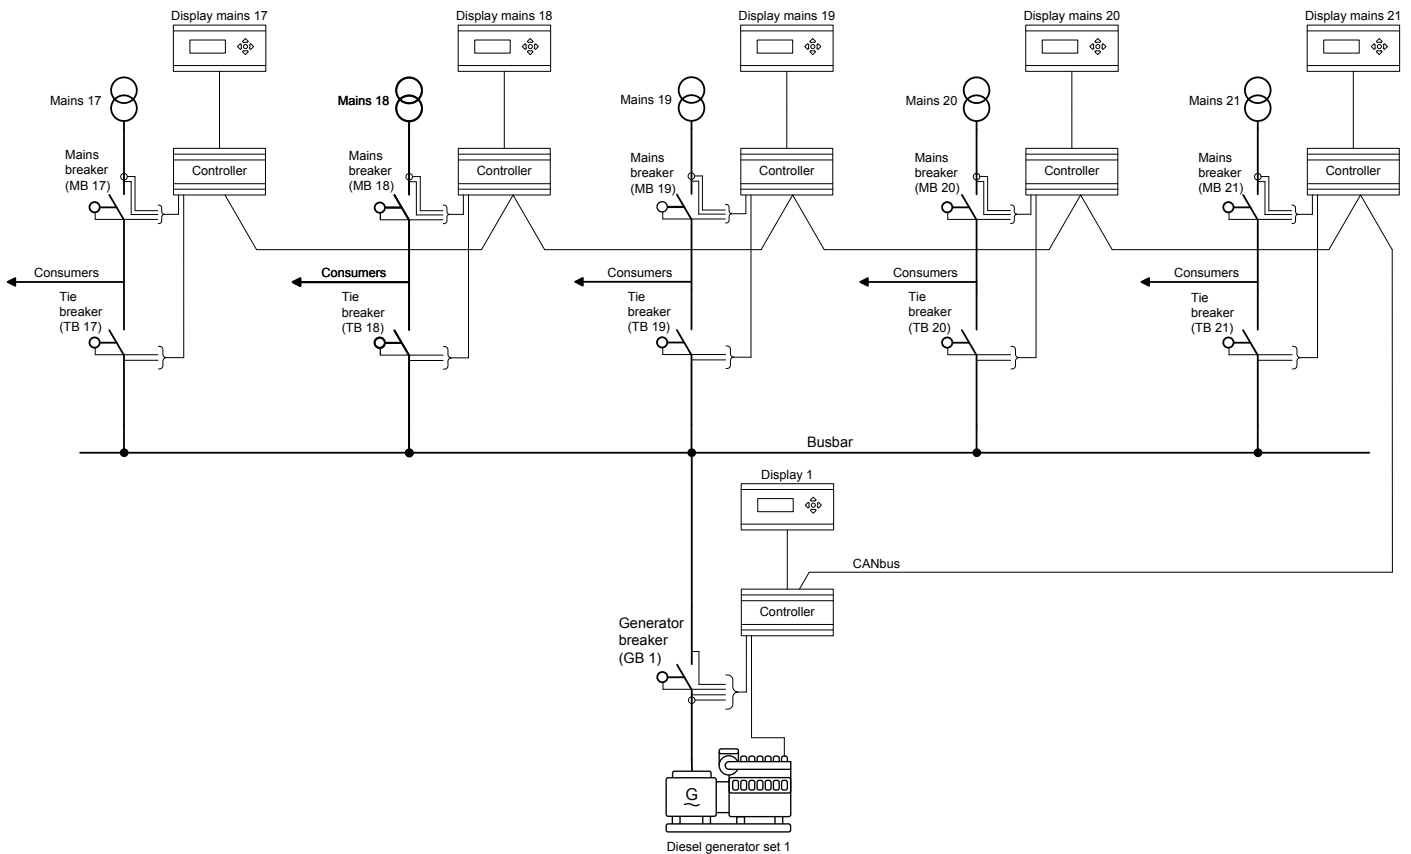 Display mains 17
Display mains 18
Display mains 19
Display mains 20
Display mains 21
Mains 17
Mains 18
Mains 19
Mains 20
Mains 21
Mains
breaker
(MB 17)
Controller
Mains
breaker
(MB 18)
Controller
Mains
breaker
(MB 19)
Controller
Mains
breaker
(MB 20)
Controller
Mains
breaker
(MB 21)
Controller
Consumers
Consumers
Consumers
Consumers
Consumers
Tie
breaker
(TB 17)
Tie
breaker
(TB 18)
Tie
breaker
(TB 19)
Tie
breaker
(TB 20)
Tie
breaker
(TB 21)
Busbar
Display 1
CANbus
Controller
Generator
breaker
(GB 1)
G
Diesel generator set 1